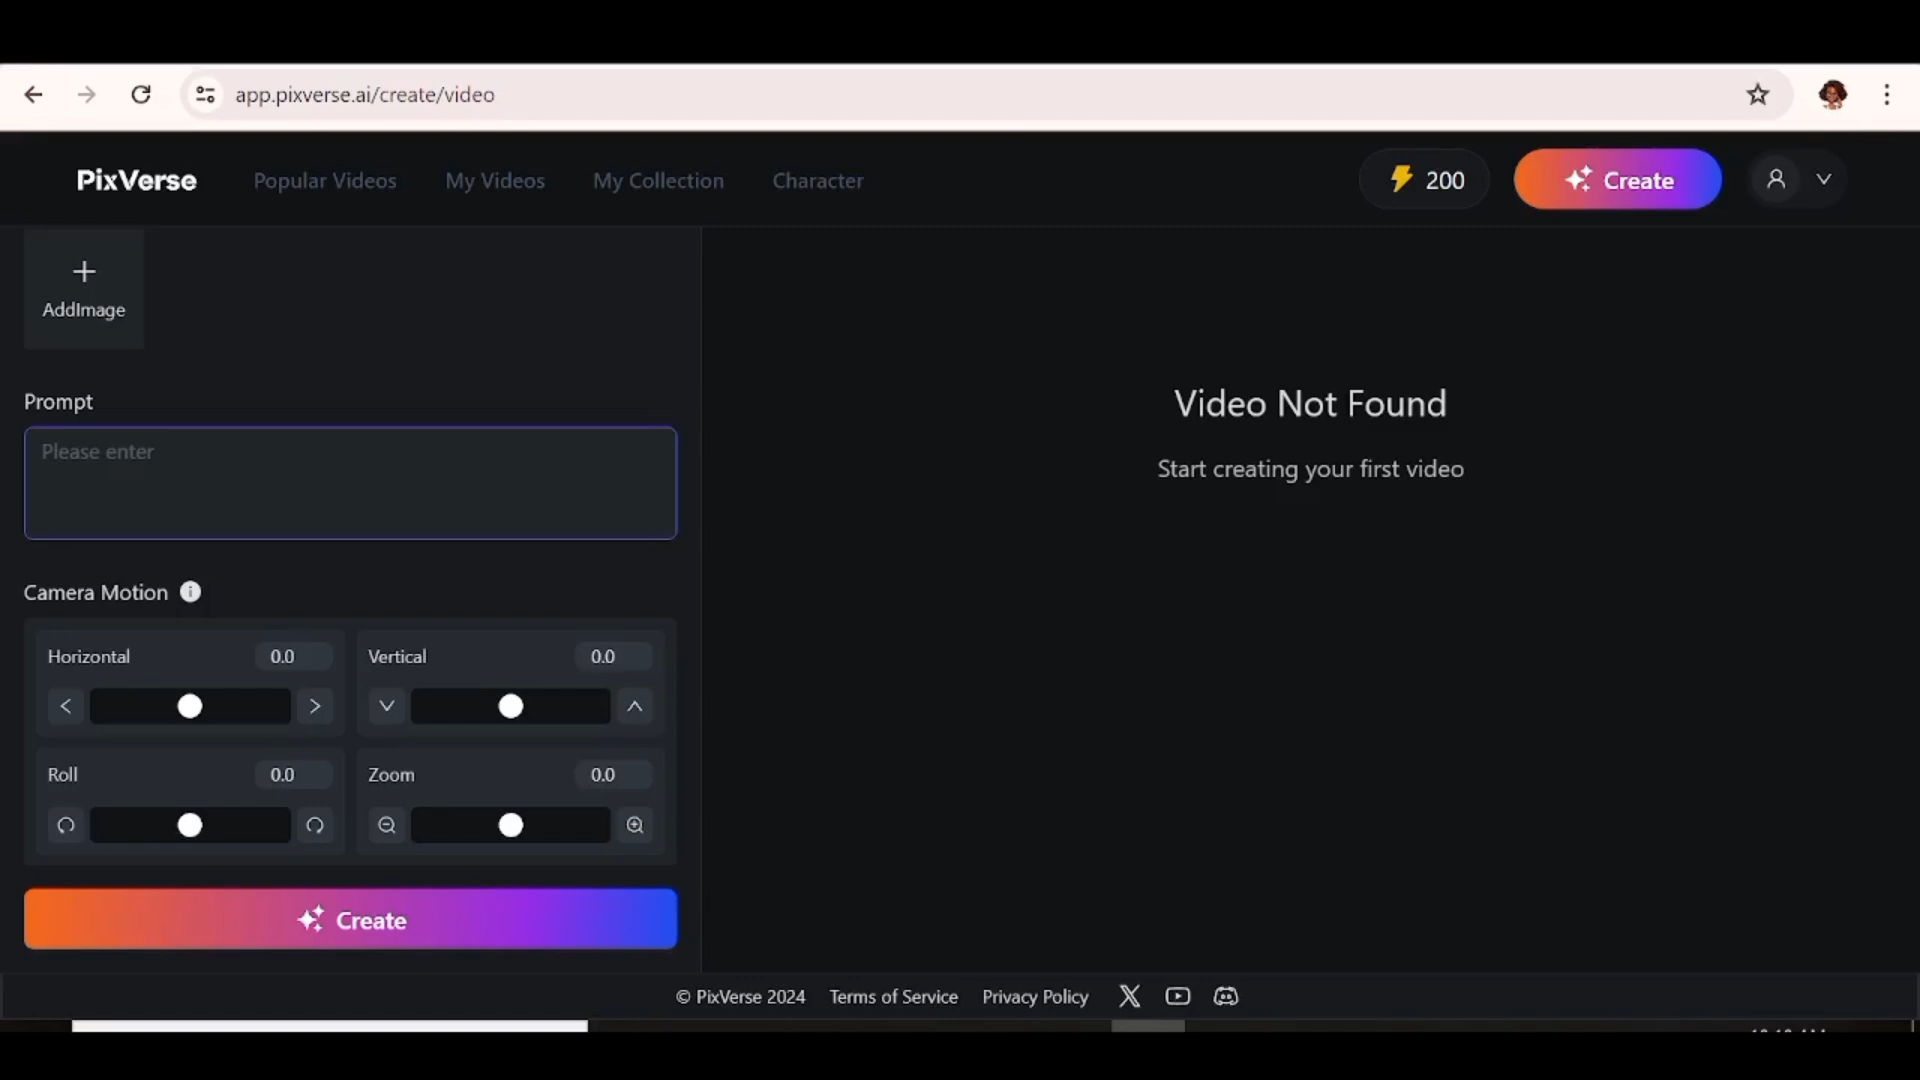 app.pixverse.ai/create/video
PixVerse Popular Videos My Videos My Collection Character 200 Create
AddImage
Prompt
Please enter
Video Not Found
Start creating your first video
Camera Motion
Horizontal 0.0 Vertical 0.0
Roll 0.0 Zoom 0.0
Create
© PixVerse 2024 Terms of Service Privacy Policy